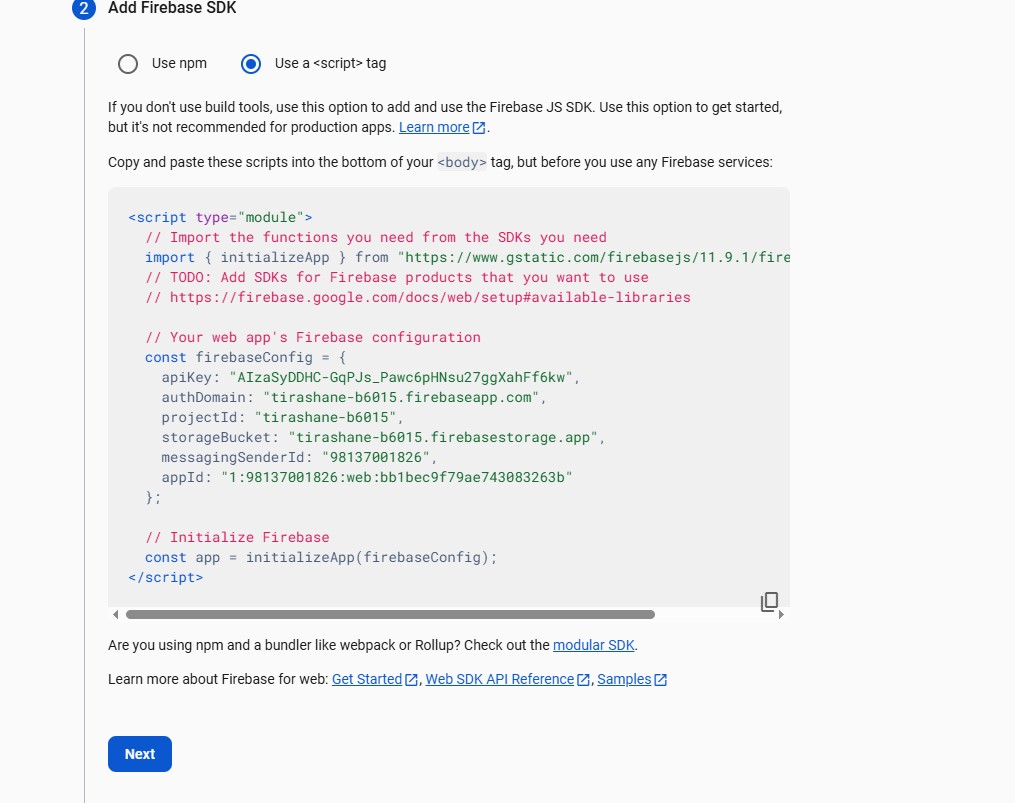 2 Add Firebase SDK
Use npm Use a <script> tag
If you don't use build tools, use this option to add and use the Firebase JS SDK. Use this option to get started,
but it's not recommended for production apps. Learn more.
Copy and paste these scripts into the bottom of your <body> tag, but before you use any Firebase services:
<script type="module">
// Import the functions you need from the SDKs you need
import { initializeApp } from "https://www.gstatic.com/firebasejs/11.9.1/fire
// TODO: Add SDKs for Firebase products that you want to use
// https://firebase.google.com/docs/web/setup#available-libraries
// Your web app's Firebase configuration
const firebaseConfig = {
apiKey: "AIzaSyDDHC-GqPJs_Pawc6pHNsu27ggXahFf6kw",
authDomain: "tirashane-b6015.firebaseapp.com",
projectId: "tirashane-b6015",
storageBucket: "tirashane-b6015.firebasestorage.app",
messagingSenderId: "98137001826",
appId: "1:98137001826:web:bb1bec9f79ae743083263b"
};
// Initialize Firebase
const app = initializeApp(firebaseConfig);
</script>
Are you using npm and a bundler like webpack or Rollup? Check out the modular SDK.
Learn more about Firebase for web: Get Started, Web SDK API Reference, Samples
Next